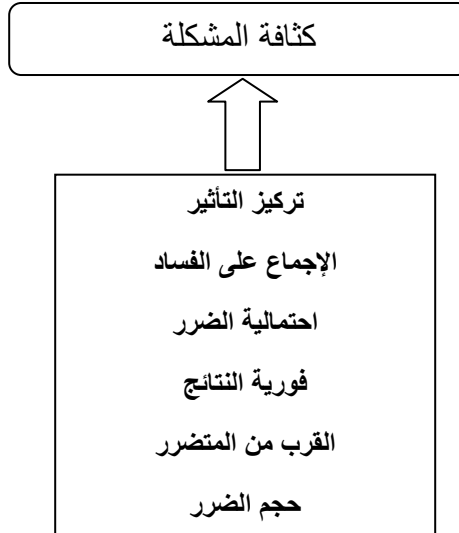 كثافة المشكلة
تركيز التأثير
الإجماع على الفساد
احتمالية الضرر
فورية النتائج
القرب من المتضرر
حجم الضرر